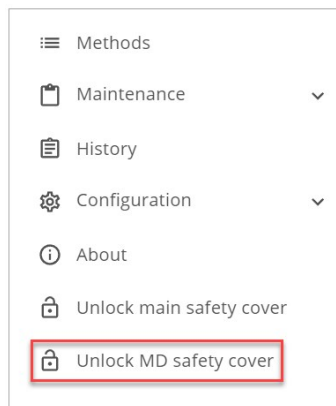 Methods
Maintenance
History
Configuration
About
Unlock main safety cover
Unlock MD safety cover